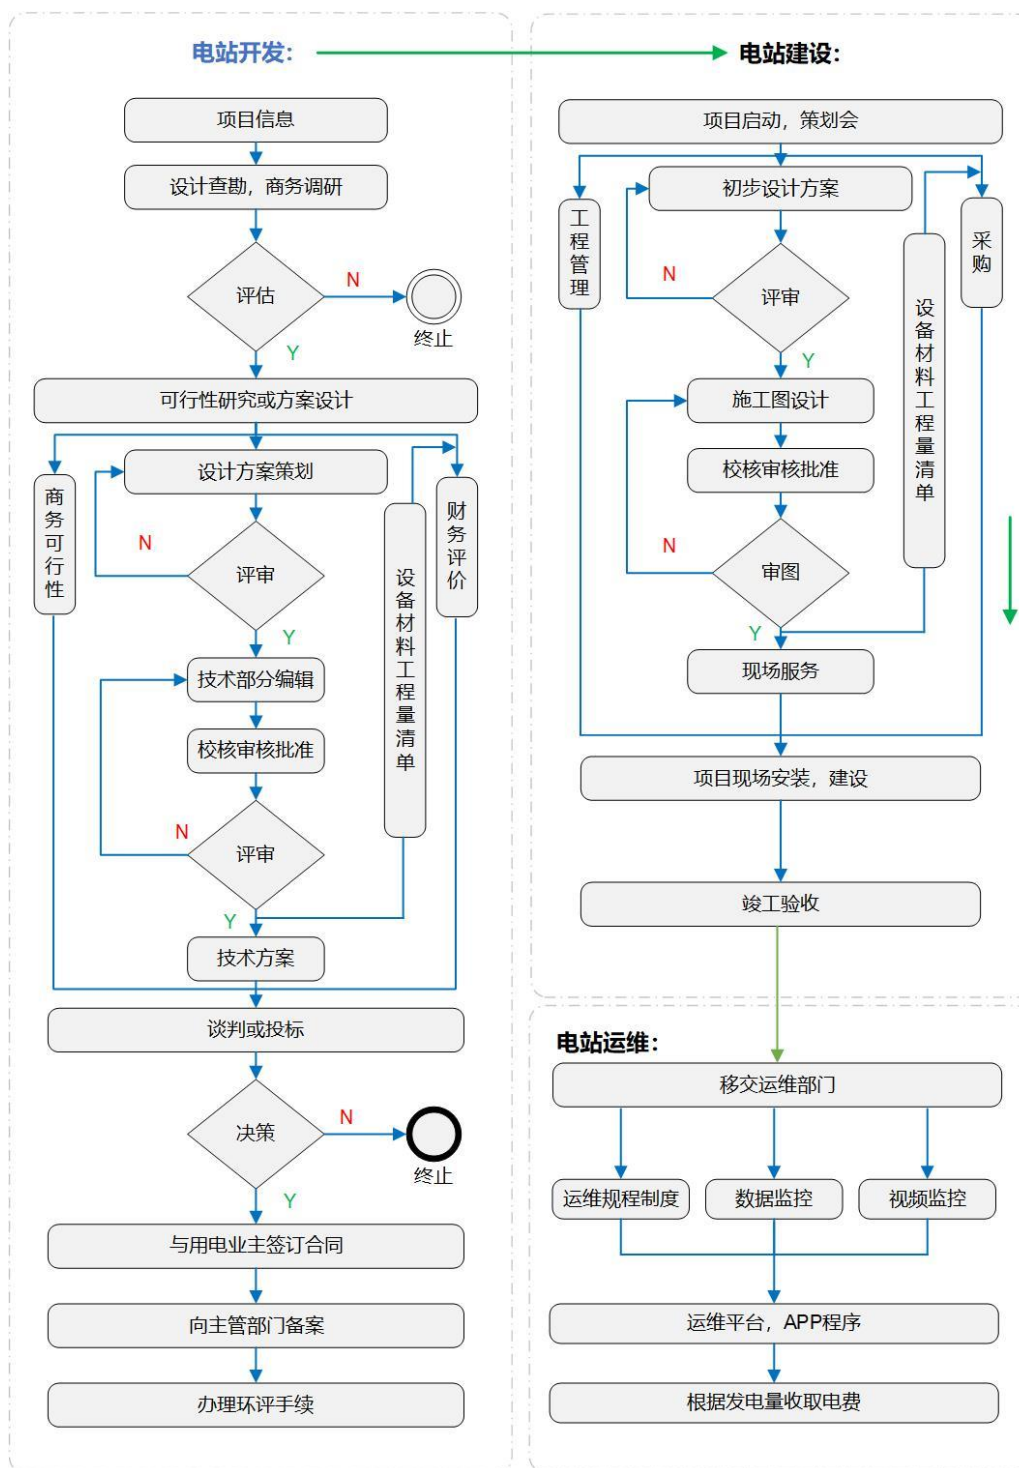 电站开发：
项目信息
设计查勘，商务调研
评估
N
终止
Y
可行性研究或方案设计
商务可行性
设计方案策划
评审
N
Y
技术部分编辑
校核审核批准
评审
N
Y
技术方案
设备材料工程量清单
财务评价
谈判或投标
决策
N
终止
Y
与用电业主签订合同
向主管部门备案
办理环评手续
电站建设：
项目启动，策划会
工程管理
初步设计方案
评审
N
Y
施工图设计
校核审核批准
审图
N
Y
现场服务
设备材料工程量清单
采购
项目现场安装，建设
竣工验收
电站运维：
移交运维部门
运维规程制度
数据监控
视频监控
运维平台，APP程序
根据发电量收取电费